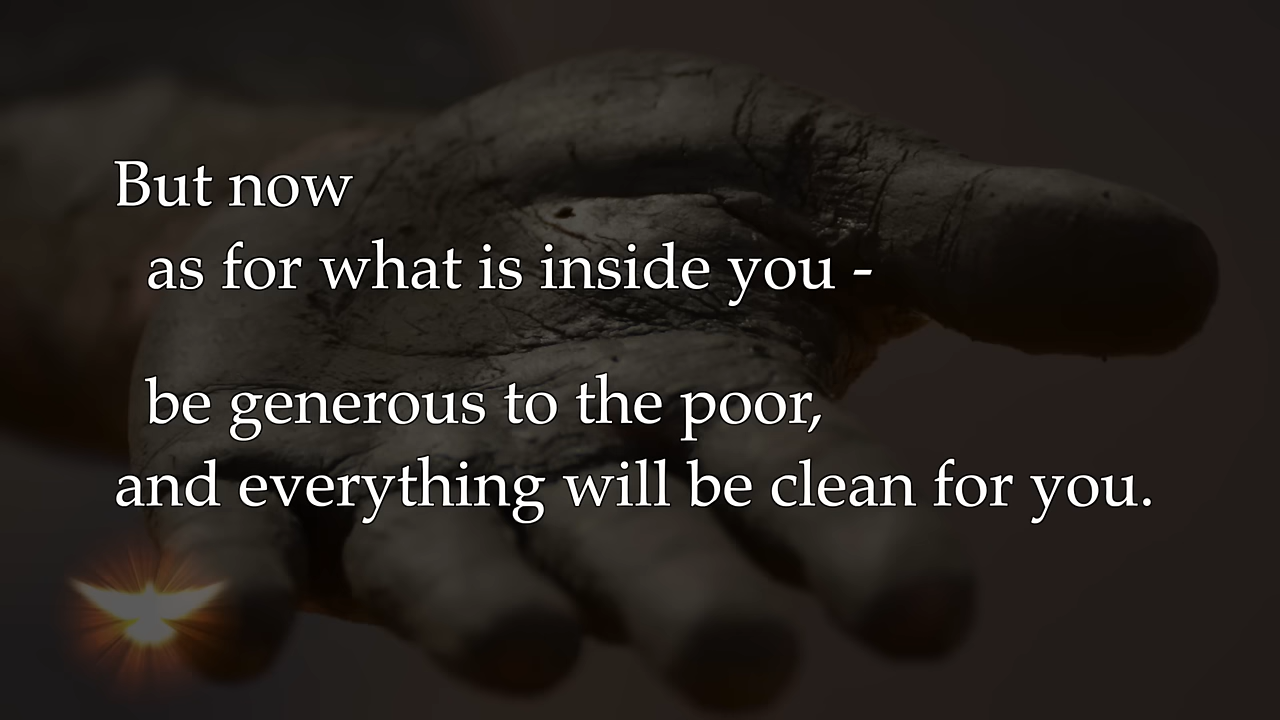 But now
as for what is inside you -
be generous to the poor,
and everything will be clean for you.